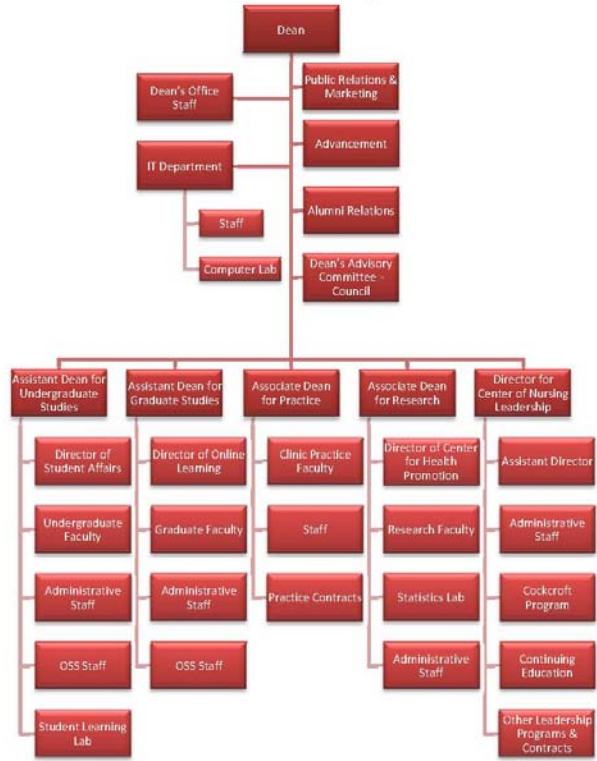 Dean
Dean's Office
Staff
Public Relations &
Marketing
IT Department
Advancement
Staff
Alumni Relations
Computer Lab
Dean's Advisory
Committee -
Council
Assistant Dean for
Undergraduate
Studies
Assistant Dean for
Graduate Studies
Associate Dean
for Practice
Associate Dean
for Research
Director for
Center of Nursing
Leadership
Director of
Student Affairs
Director of Online
Learning
Clinic Practice
Faculty
Director of Center
for Health
Promotion
Assistant Director
Undergraduate
Faculty
Graduate Faculty
Staff
Research Faculty
Administrative
Staff
Administrative
Staff
Administrative
Staff
Practice Contracts
Statistics Lab
Cockcroft
Program
OSS Staff
OSS Staff
Administrative
Staff
Continuing
Education
Student Learning
Lab
Other Leadership
Programs &
Contracts